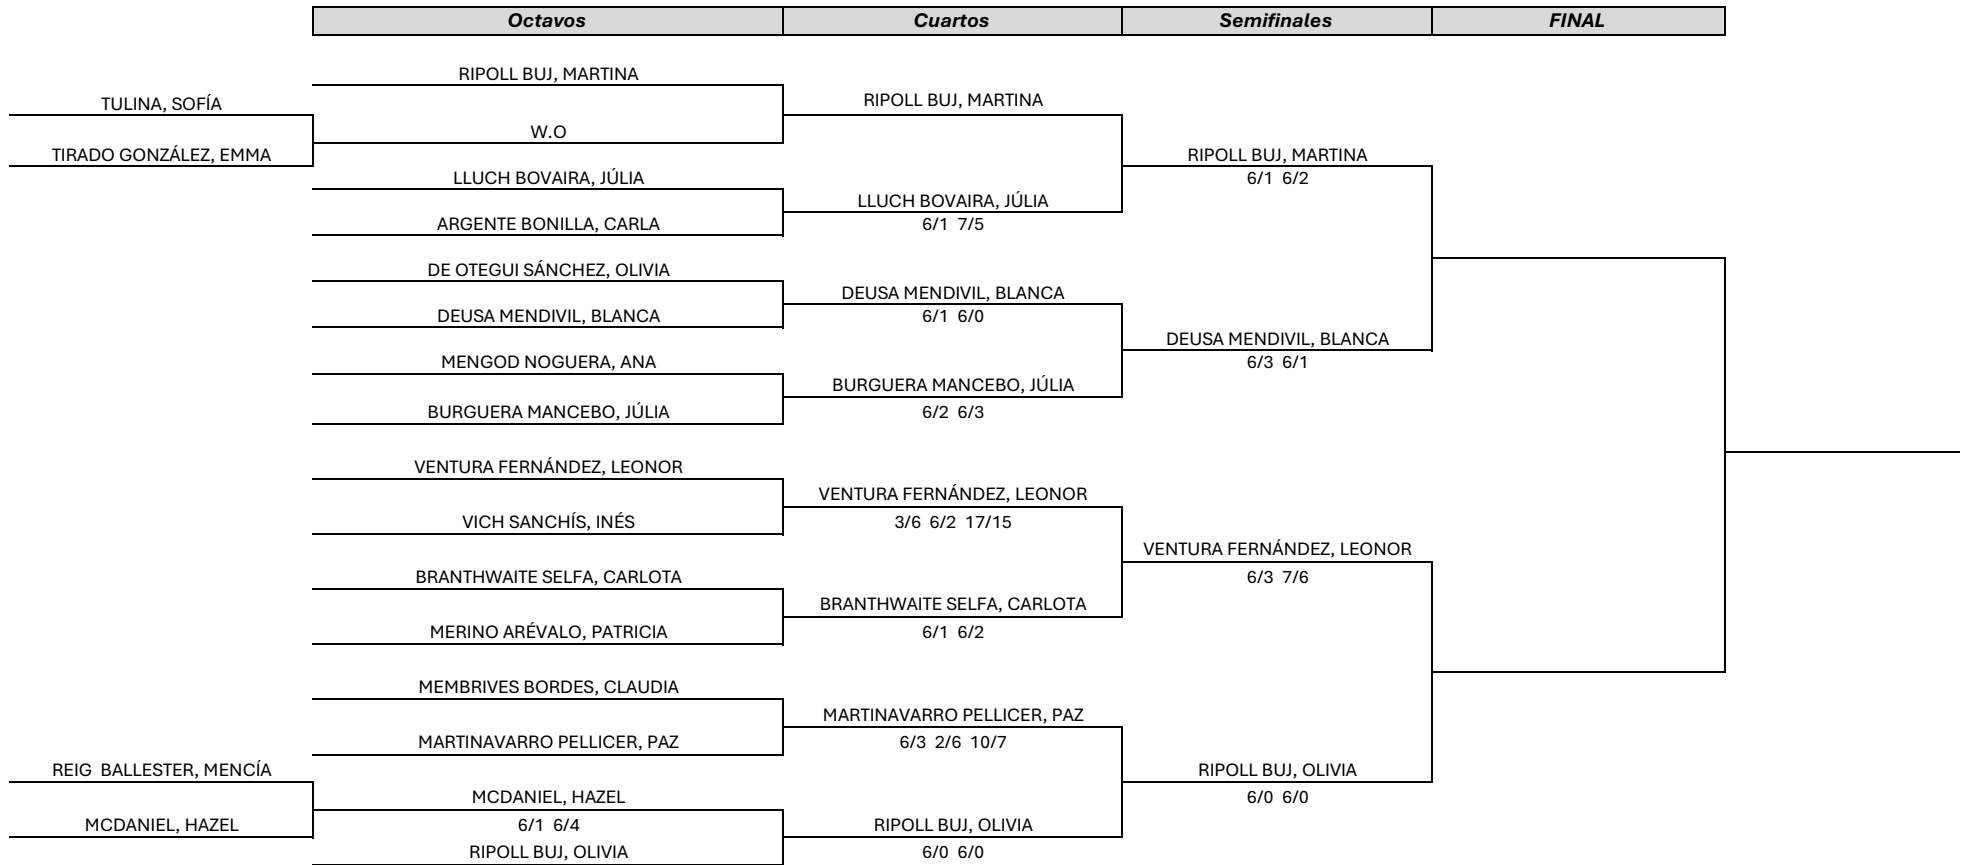 Octavos Cuartos Semifinales FINAL
RIPOLL BUJ, MARTINA
TULINA, SOFÍA
RIPOLL BUJ, MARTINA
W.O
TIRADO GONZÁLEZ, EMMA
RIPOLL BUJ, MARTINA
6/1 6/2
LLUCH BOVAIRA, JÚLIA
LLUCH BOVAIRA, JÚLIA
6/1 7/5
ARGENTE BONILLA, CARLA
DE OTEGUI SÁNCHEZ, OLIVIA
DEUSA MENDIVIL, BLANCA
6/1 6/0
DEUSA MENDIVIL, BLANCA
DEUSA MENDIVIL, BLANCA
6/3 6/1
MENGOD NOGUERA, ANA
BURGUERA MANCEBO, JÚLIA
6/2 6/3
BURGUERA MANCEBO, JÚLIA
VENTURA FERNÁNDEZ, LEONOR
VENTURA FERNÁNDEZ, LEONOR
3/6 6/2 17/15
VICH SANCHÍS, INÉS
VENTURA FERNÁNDEZ, LEONOR
6/3 7/6
BRANTHWAITE SELFA, CARLOTA
BRANTHWAITE SELFA, CARLOTA
6/1 6/2
MERINO ARÉVALO, PATRICIA
MEMBRIVES BORDES, CLAUDIA
MARTINAVARRO PELLICER, PAZ
6/3 2/6 10/7
MARTINAVARRO PELLICER, PAZ
REIG BALLESTER, MENCÍA
RIPOLL BUJ, OLIVIA
6/0 6/0
MCDANIEL, HAZEL
6/1 6/4
MCDANIEL, HAZEL
RIPOLL BUJ, OLIVIA
6/0 6/0
RIPOLL BUJ, OLIVIA